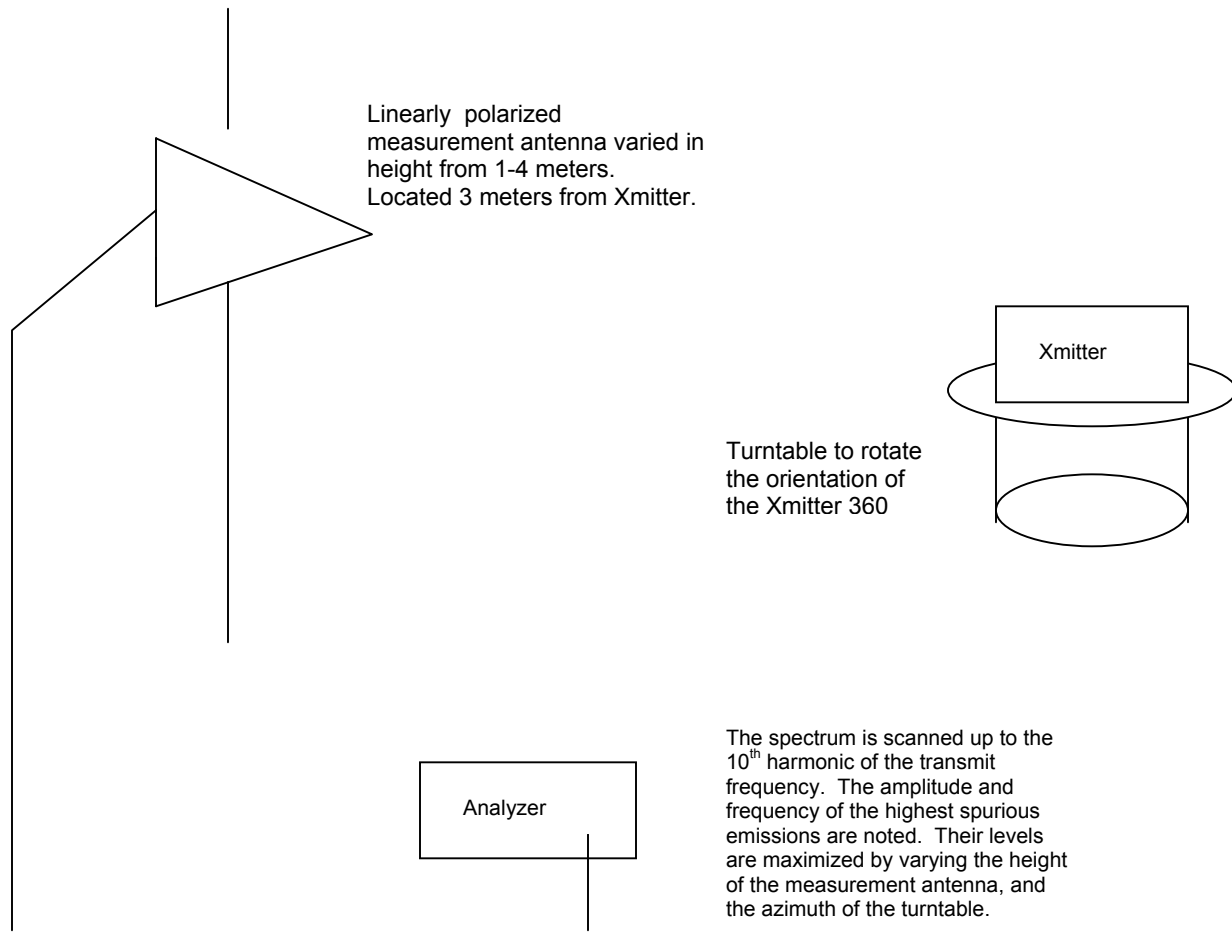 Linearly polarized
measurement antenna varied in
height from 1-4 meters.
Located 3 meters from Xmitter.
Xmitter
Turntable to rotate
the orientation of
the Xmitter 360
Analyzer
The spectrum is scanned up to the
10th harmonic of the transmit
frequency. The amplitude and
frequency of the highest spurious
emissions are noted. Their levels
are maximized by varying the height
of the measurement antenna, and
the azimuth of the turntable.